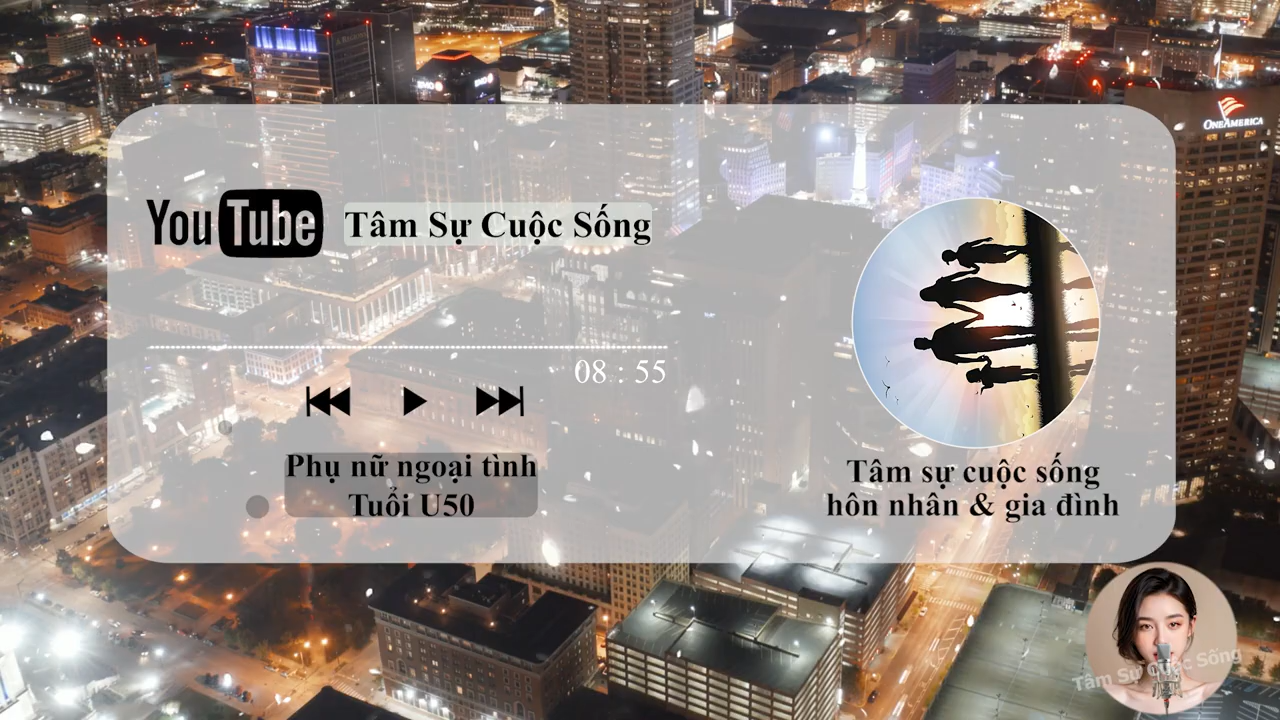 YouTube
Tâm Sự Cuộc Sống
08 : 55
Phụ nữ ngoại tình
Tuổi U50
Tâm sự cuộc sống
hôn nhân & gia đình
ONEAMERICA
Tâm Sự Cuộc Sống